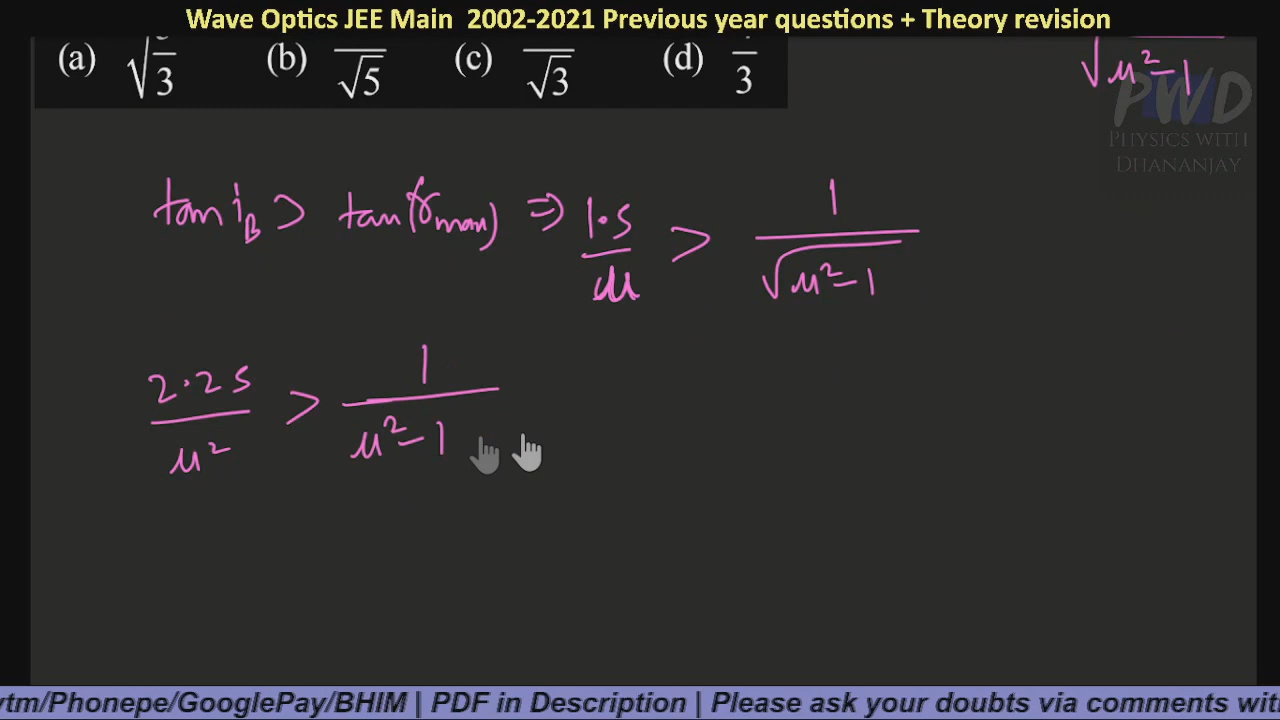 Wave Optics JEE Main 2002-2021 Previous year questions + Theory revision
(a) √ 3 (b) √5 (c) √3 (d) 3
√μ²-1
PWD
PHYSICS WITH
DHANANJAY
tan i_B > tan(r_max) ⇒ 1.5/μ > 1/√μ²-1
2.25/μ² > 1/μ²-1
ytm/Phonepe/GooglePay/BHIM | PDF in Description | Please ask your doubts via comments wit